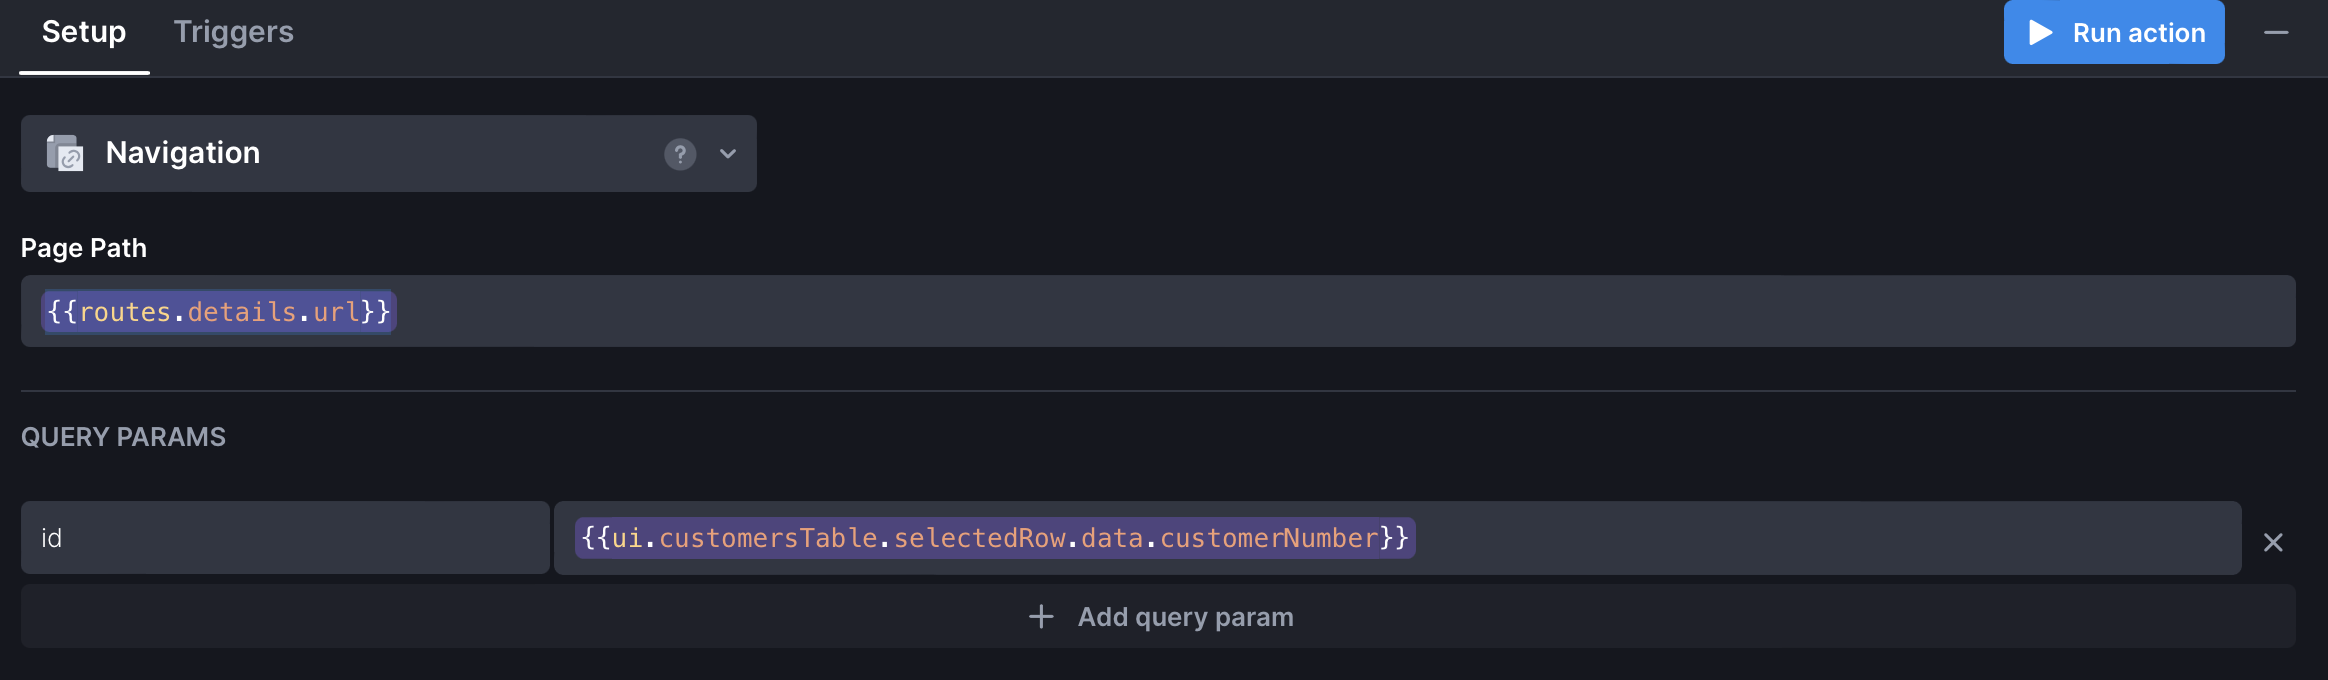 Setup Triggers Run action
Navigation ?
Page Path
{{routes.details.url}}
QUERY PARAMS
id {{ui.customersTable.selectedRow.data.customerNumber}}
Add query param